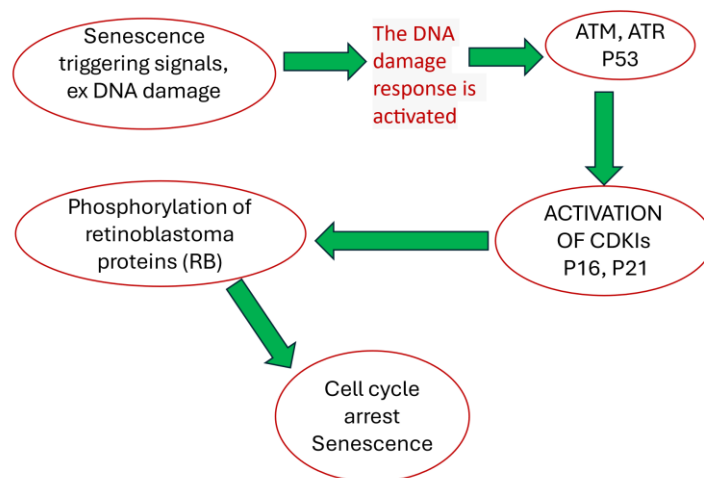 Senescence
triggering signals,
ex DNA damage
The DNA
damage
response is
activated
ATM, ATR
P53
ACTIVATION
OF CDKIs
P16, P21
Phosphorylation of
retinoblastoma
proteins (RB)
Cell cycle
arrest
Senescence